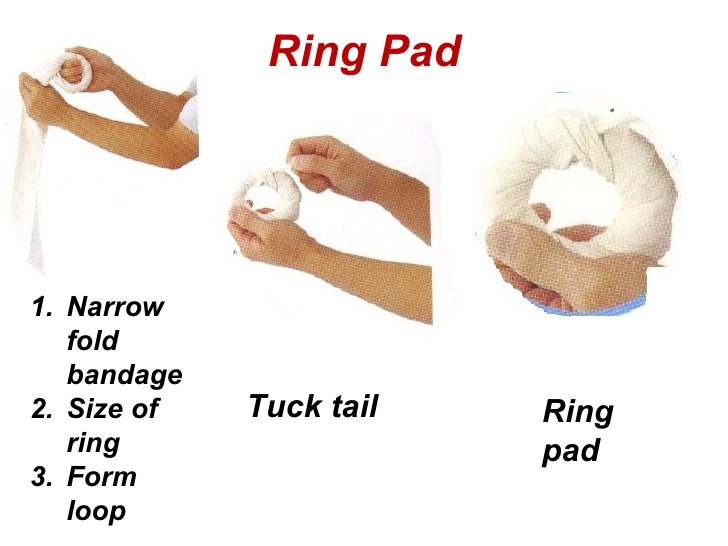 Ring Pad
1. Narrow
fold
bandage
2. Size of
ring
3. Form
loop
Tuck tail
Ring
pad